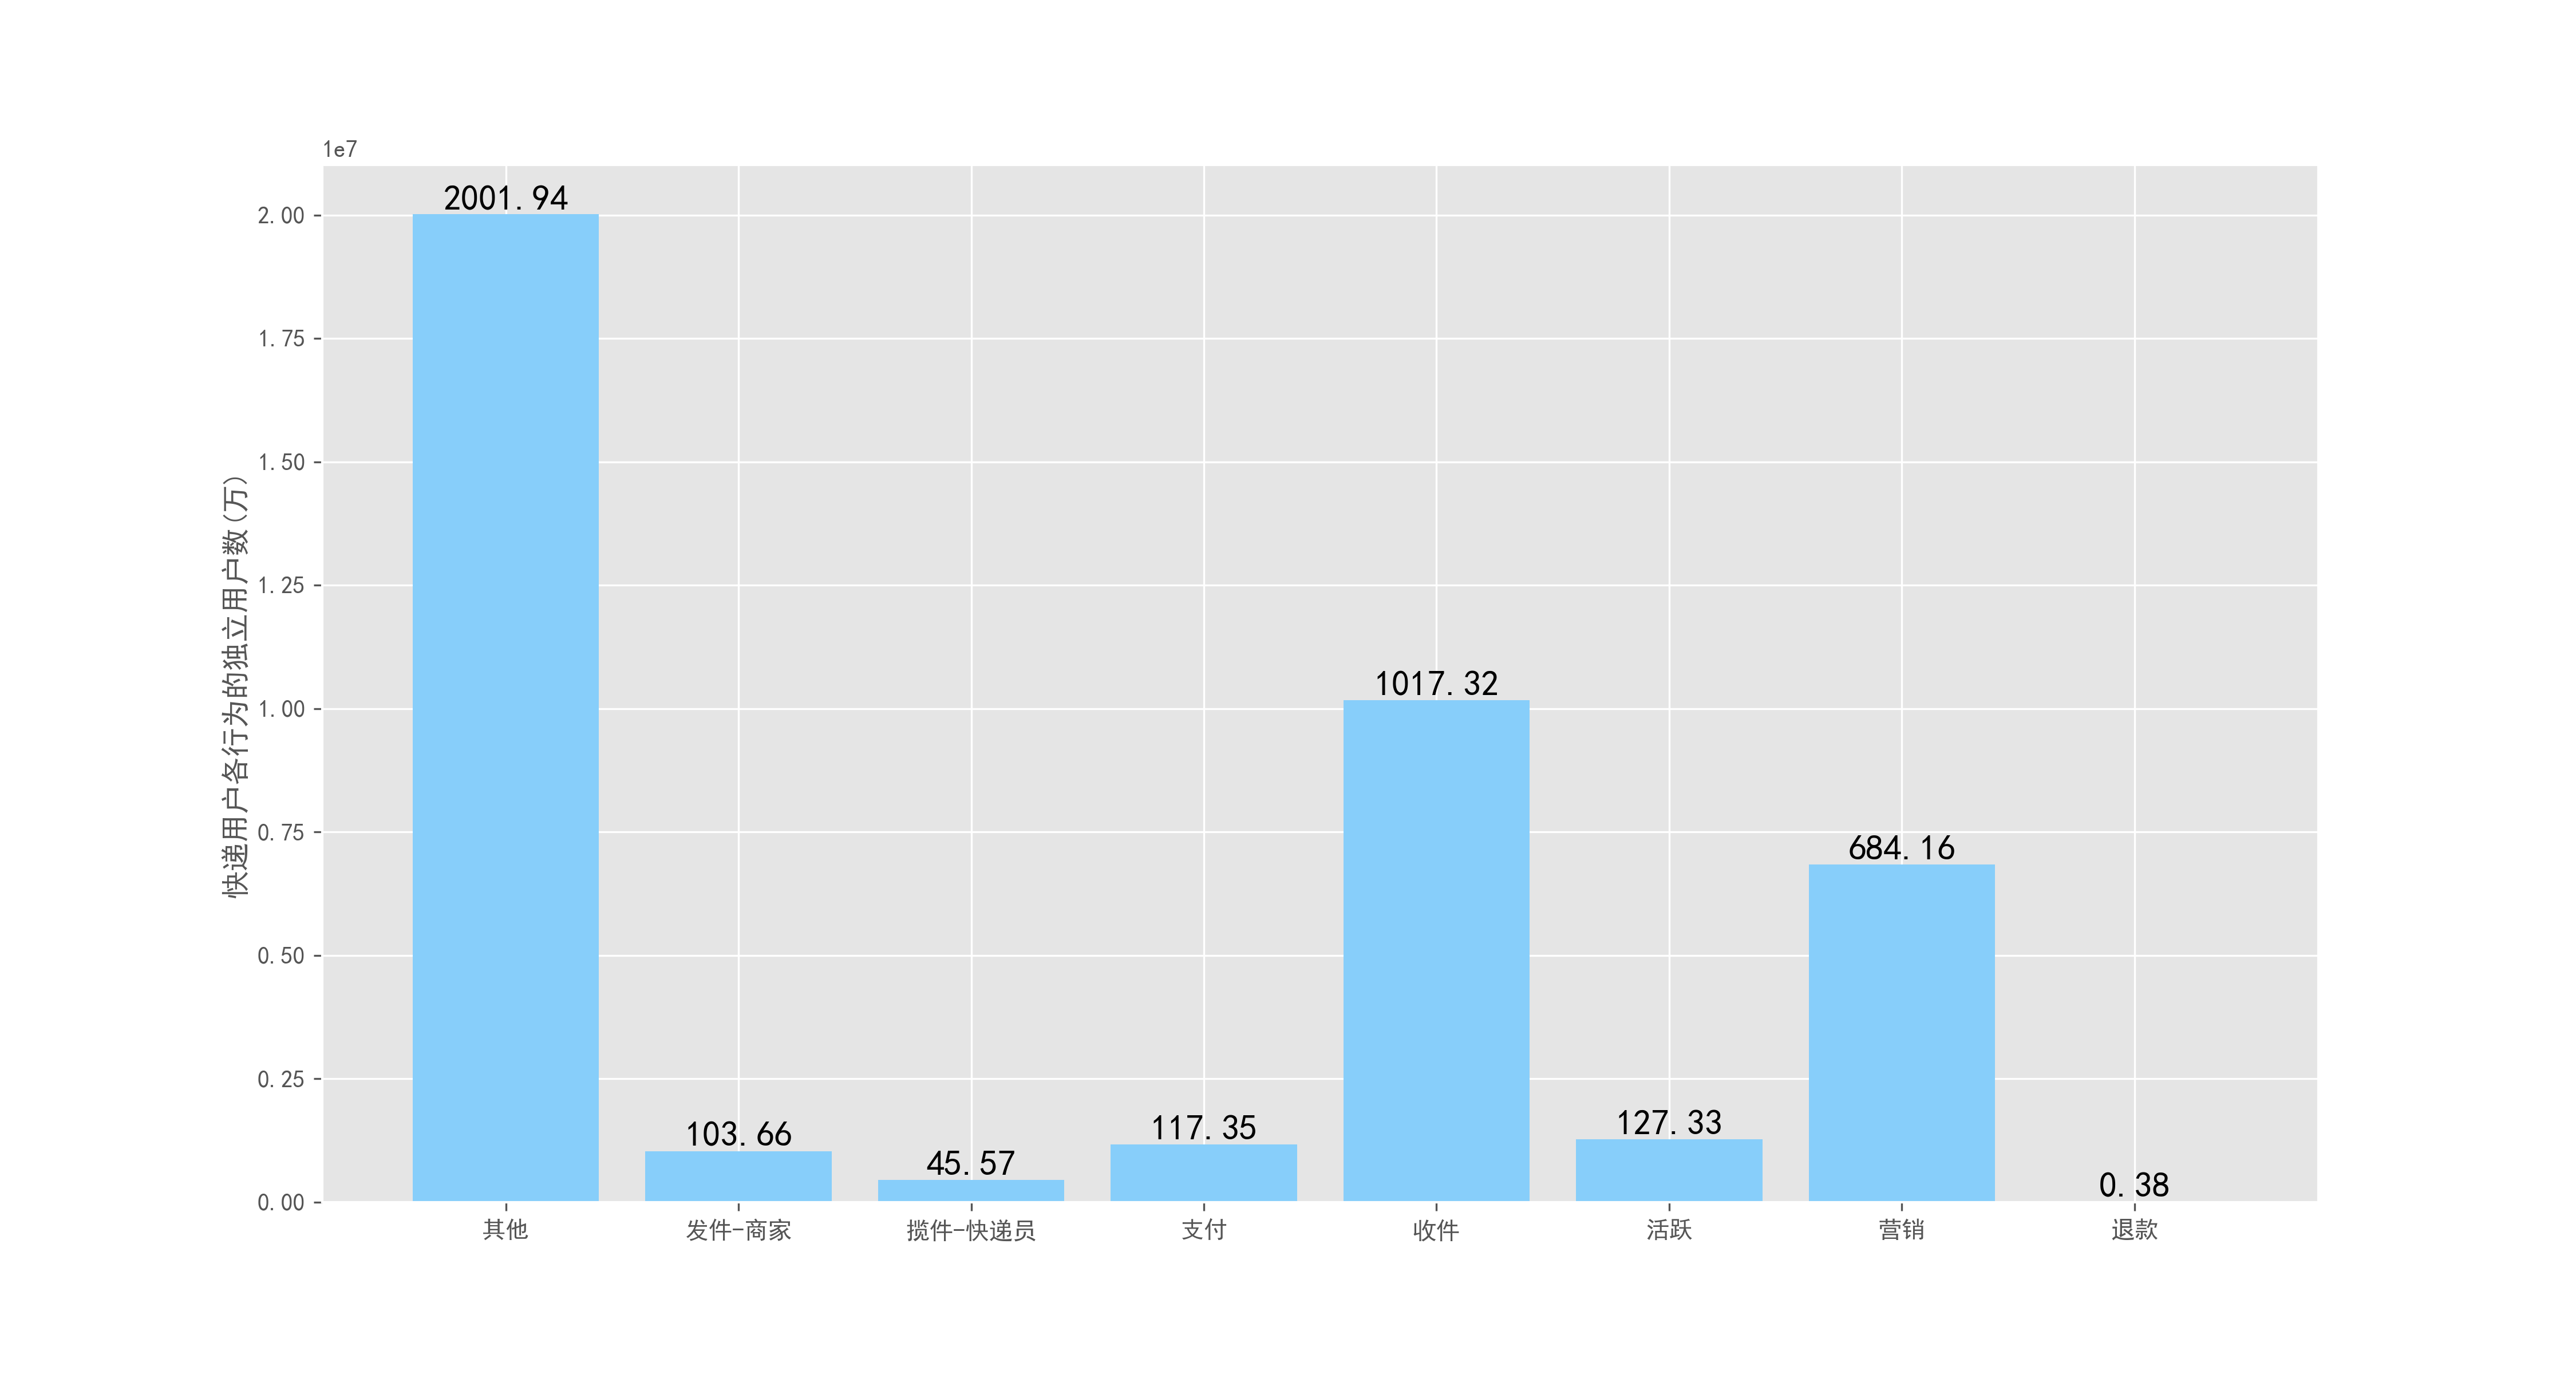 1e7
2.00
1.75
1.50
1.25
1.00
0.75
0.50
0.25
0.00
快递用户各行为的独立用户数(万)
2001.94
103.66
45.57
117.35
1017.32
127.33
684.16
0.38
其他
发件-商家
揽件-快递员
支付
收件
活跃
营销
退款